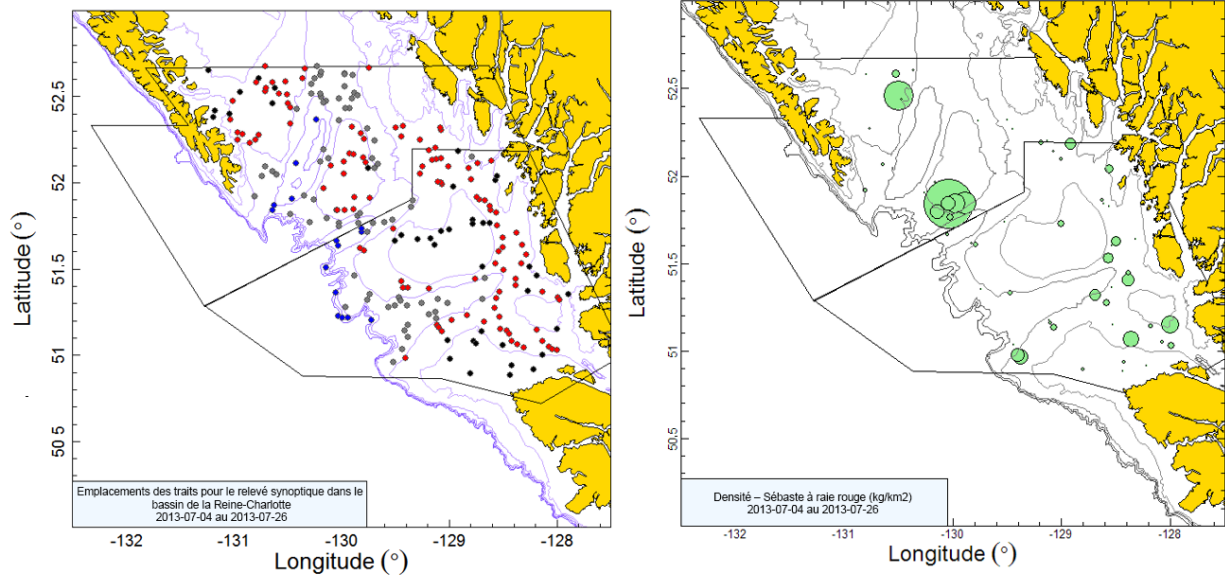 Latitude (°)
52.5
52
51.5
51
50.5
-132
-131
-130
-129
-128
Longitude (°)
Emplacements des traits pour le relevé synoptique dans le
bassin de la Reine-Charlotte
2013-07-04 au 2013-07-26
Latitude (°)
52.5
52
51.5
51
50.5
-132
-131
-130
-129
-128
Longitude (°)
Densité – Sébaste à raie rouge (kg/km2)
2013-07-04 au 2013-07-26